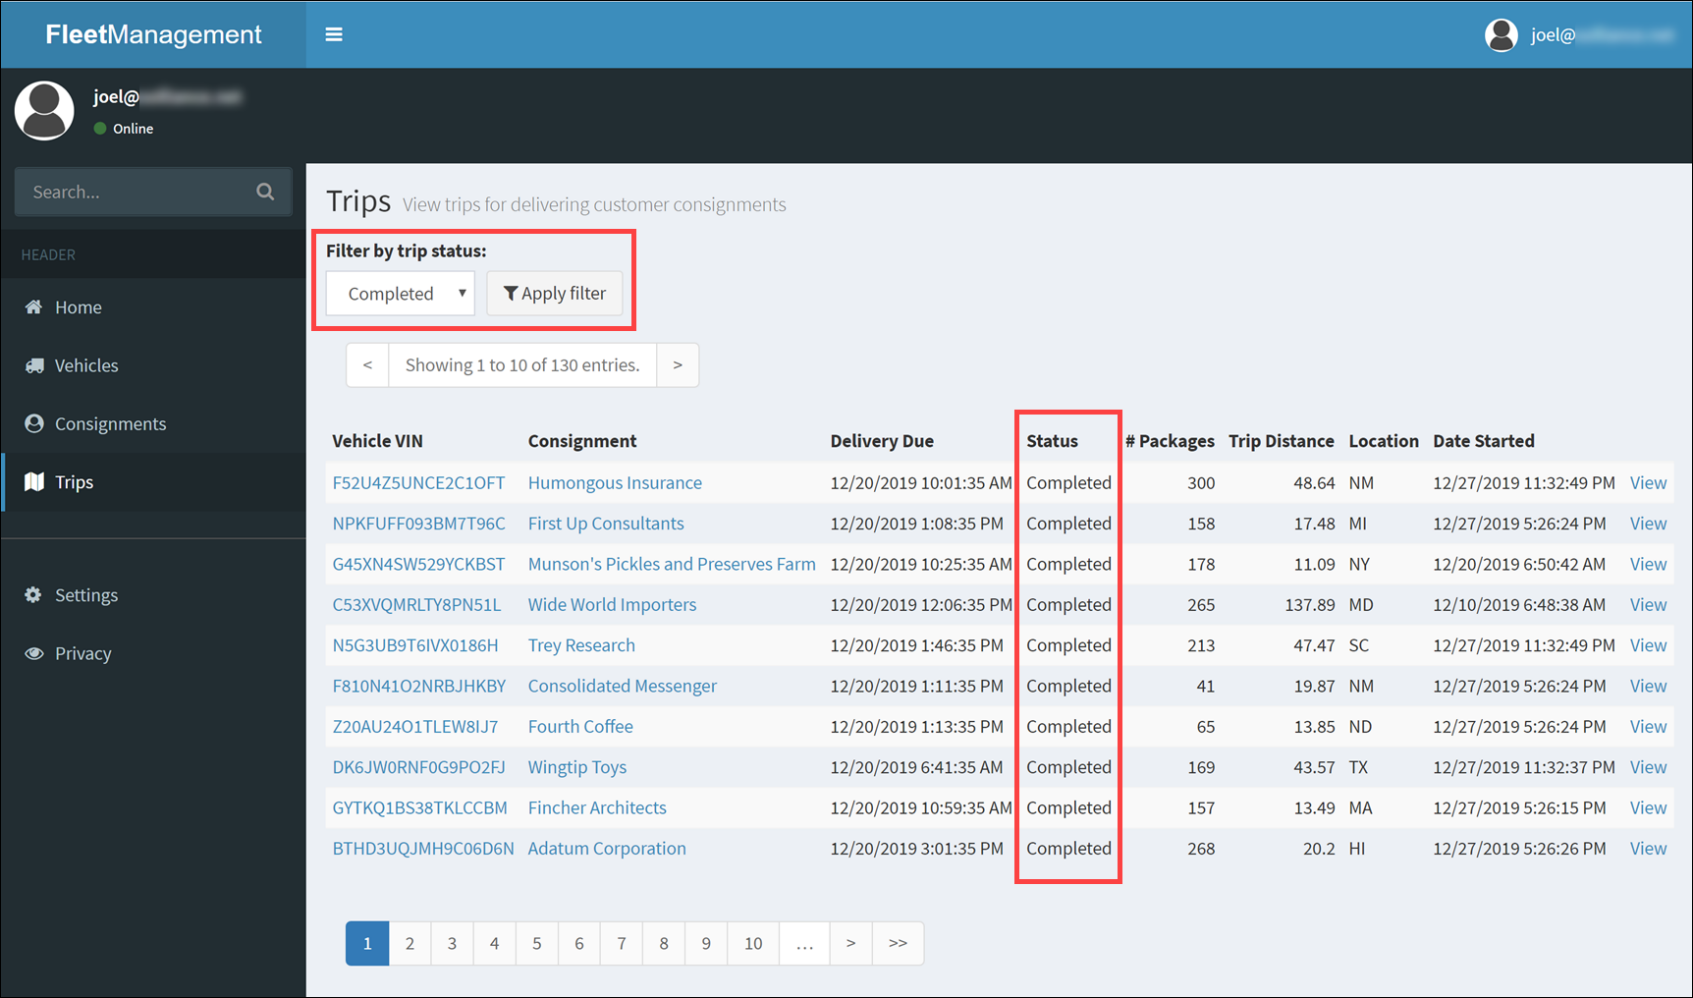 FleetManagement
joel@
joel@
Online
Search...
HEADER
Home
Vehicles
Consignments
Trips
Settings
Privacy
Trips View trips for delivering customer consignments
Filter by trip status:
Completed Apply filter
< Showing 1 to 10 of 130 entries. >
Vehicle VIN Consignment Delivery Due Status # Packages Trip Distance Location Date Started
F52U4Z5UNCE2C1OFT Humongous Insurance 12/20/2019 10:01:35 AM Completed 300 48.64 NM 12/27/2019 11:32:49 PM View
NPKFUFF093BM7T96C First Up Consultants 12/20/2019 1:08:35 PM Completed 158 17.48 MI 12/27/2019 5:26:24 PM View
G45XN4SW529YCKBST Munson's Pickles and Preserves Farm 12/20/2019 10:25:35 AM Completed 178 11.09 NY 12/20/2019 6:50:42 AM View
C53XVQMRLTY8PN51L Wide World Importers 12/20/2019 12:06:35 PM Completed 265 137.89 MD 12/10/2019 6:48:38 AM View
N5G3UB9T6IVX0186H Trey Research 12/20/2019 1:46:35 PM Completed 213 47.47 SC 12/27/2019 11:32:49 PM View
F810N41O2NRBJHKBY Consolidated Messenger 12/20/2019 1:11:35 PM Completed 41 19.87 NM 12/27/2019 5:26:24 PM View
Z20AU24O1TLEW8IJ7 Fourth Coffee 12/20/2019 1:13:35 PM Completed 65 13.85 ND 12/27/2019 5:26:24 PM View
DK6JW0RNF0G9PO2FJ Wingtip Toys 12/20/2019 6:41:35 AM Completed 169 43.57 TX 12/27/2019 11:32:37 PM View
GYTKQ1BS38TKLCCBM Fincher Architects 12/20/2019 10:59:35 AM Completed 157 13.49 MA 12/27/2019 5:26:15 PM View
BTHD3UQJMH9C06D6N Adatum Corporation 12/20/2019 3:01:35 PM Completed 268 20.2 HI 12/27/2019 5:26:26 PM View
1 2 3 4 5 6 7 8 9 10 ... > >>